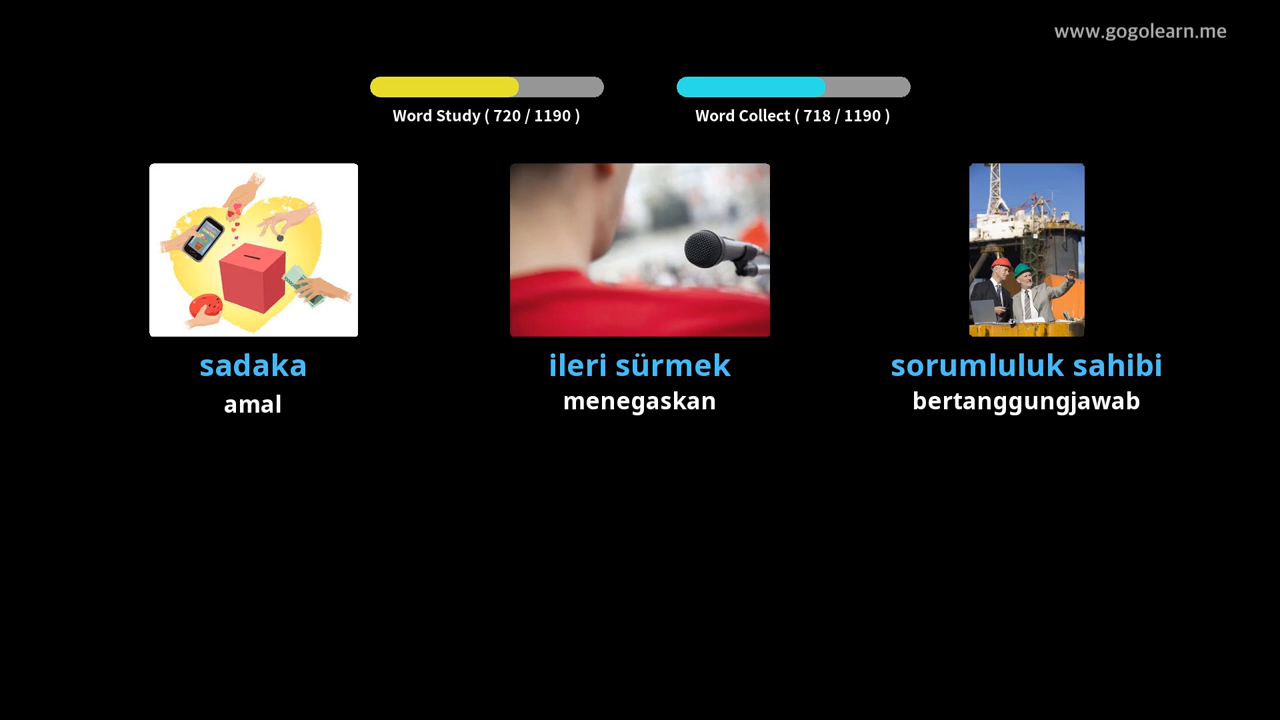 www.gogolearn.me
Word Study ( 720 / 1190 )
Word Collect ( 718 / 1190 )
sadaka
amal
ileri sürmek
menegaskan
sorumluluk sahibi
bertanggungjawab